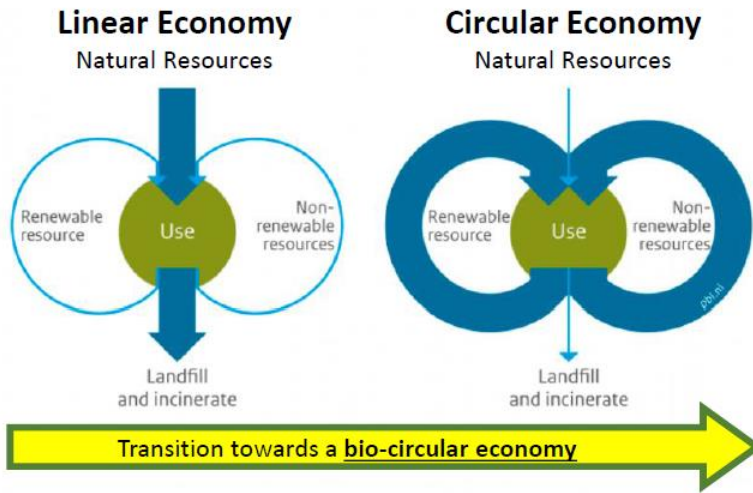 Linear Economy
Natural Resources
Renewable
resource
Use
Non-
renewable
resources
Landfill
and incinerate
Circular Economy
Natural Resources
Renewable
resource
Use
Non-
renewable
resources
pbl.nl
Landfill
and incinerate
Transition towards a bio-circular economy